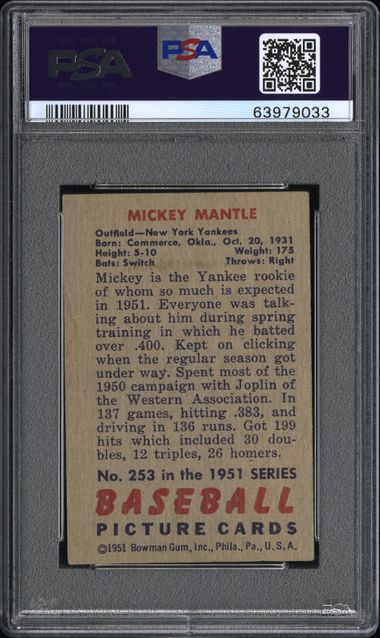 PSA
PSA
63979033
MICKEY MANTLE
Outfield—New York Yankees
Born: Commerce, Okla., Oct. 20, 1931
Height: 5-10 Weight: 175
Bats: Switch Throws: Right
Mickey is the Yankee rookie
of whom so much is expected
in 1951. Everyone was talk-
ing about him during spring
training in which he batted
over .400. Kept on clicking
when the regular season got
under way. Spent most of the
1950 campaign with Joplin of
the Western Association. In
137 games, hitting .383, and
driving in 136 runs. Got 199
hits which included 30 dou-
bles, 12 triples, 26 homers.
No. 253 in the 1951 SERIES
BASEBALL
PICTURE CARDS
©1951 Bowman Gum, Inc., Phila., Pa., U. S. A.
PSA